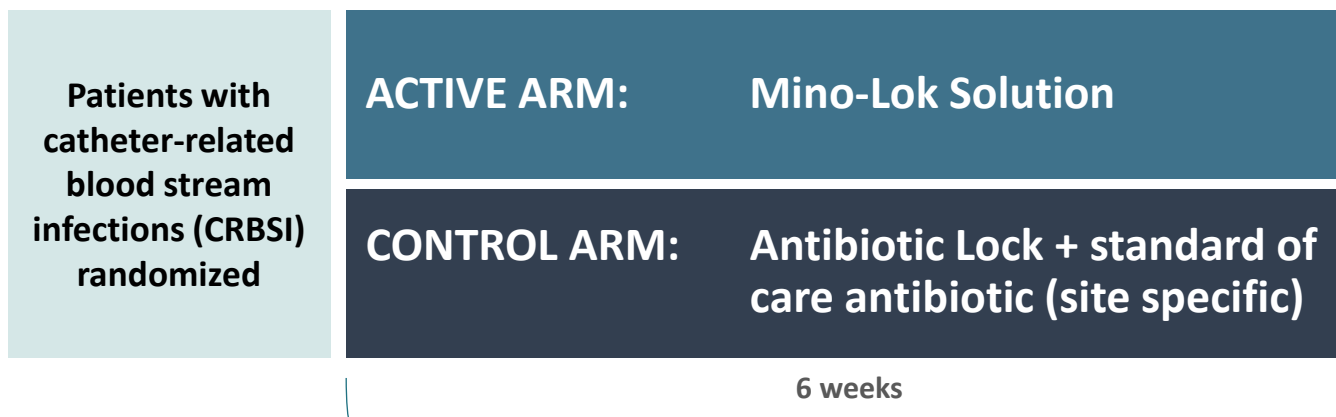 Patients with
catheter-related
blood stream
infections (CRBSI)
randomized
ACTIVE ARM: Mino-Lok Solution
CONTROL ARM: Antibiotic Lock + standard of
care antibiotic (site specific)
6 weeks